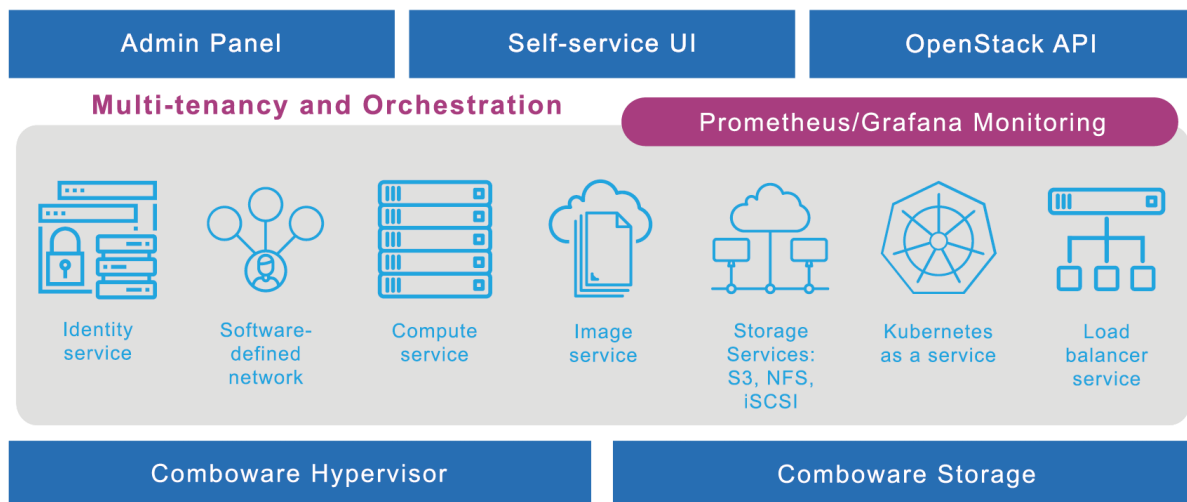 Admin Panel
Self-service UI
OpenStack API
Multi-tenancy and Orchestration
Prometheus/Grafana Monitoring
Identity
service
Software-
defined
network
Compute
service
Image
service
Storage
Services:
S3, NFS,
iSCSI
Kubernetes
as a service
Load
balancer
service
Comboware Hypervisor
Comboware Storage